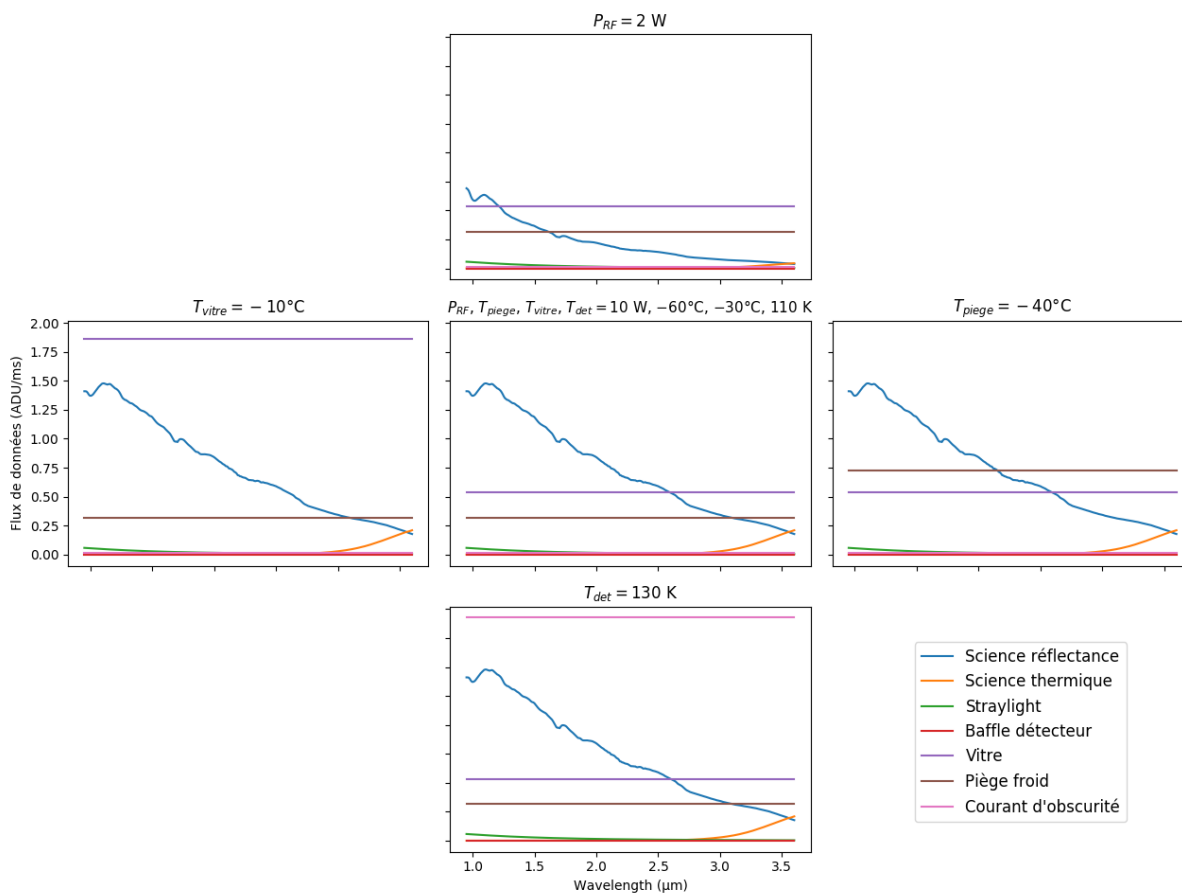 P_RF = 2 W
T_vitre = − 10°C
P_RF, T_piege, T_vitre, T_det = 10 W, −60°C, −30°C, 110 K
T_piege = −40°C
2.00
1.75
1.50
1.25
1.00
0.75
0.50
0.25
0.00
Flux de données (ADU/ms)
T_det = 130 K
1.0 1.5 2.0 2.5 3.0 3.5
Wavelength (µm)
Science réflectance
Science thermique
Straylight
Baffle détecteur
Vitre
Piège froid
Courant d'obscurité